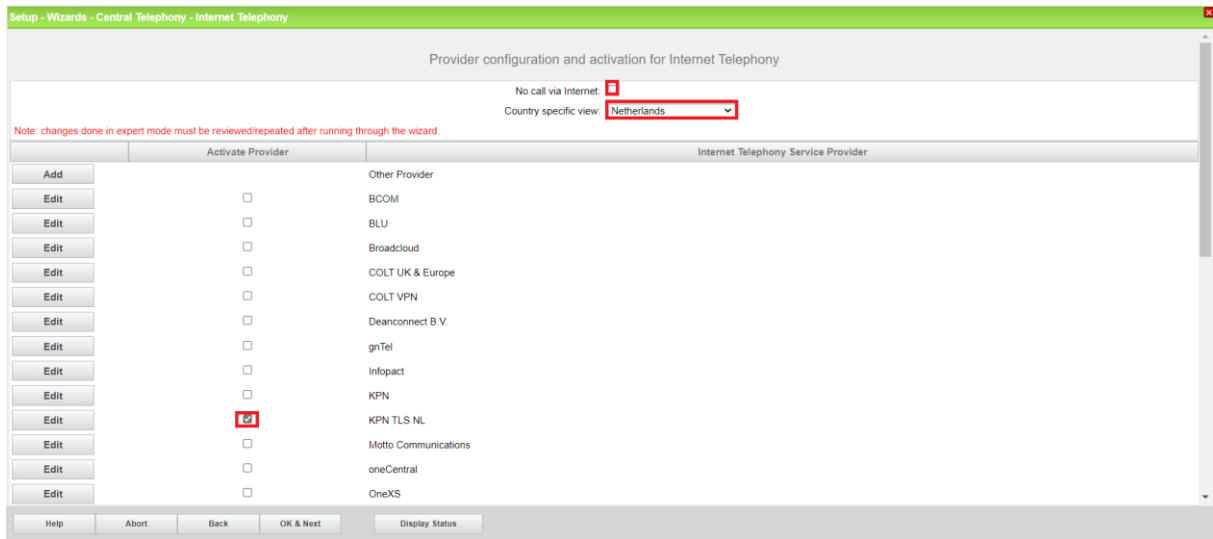 Setup - Wizards - Central Telephony - Internet Telephony
Provider configuration and activation for Internet Telephony
No call via Internet:
Country specific view: Netherlands
Note: changes done in expert mode must be reviewed/repeated after running through the wizard.
Activate Provider Internet Telephony Service Provider
Add Other Provider
Edit BCOM
Edit BLU
Edit Broadcloud
Edit COLT UK & Europe
Edit COLT VPN
Edit Deanconnect B.V.
Edit gnTel
Edit Infopact
Edit KPN
Edit KPN TLS NL
Edit Motto Communications
Edit oneCentral
Edit OneXS
Help Abort Back OK & Next Display Status